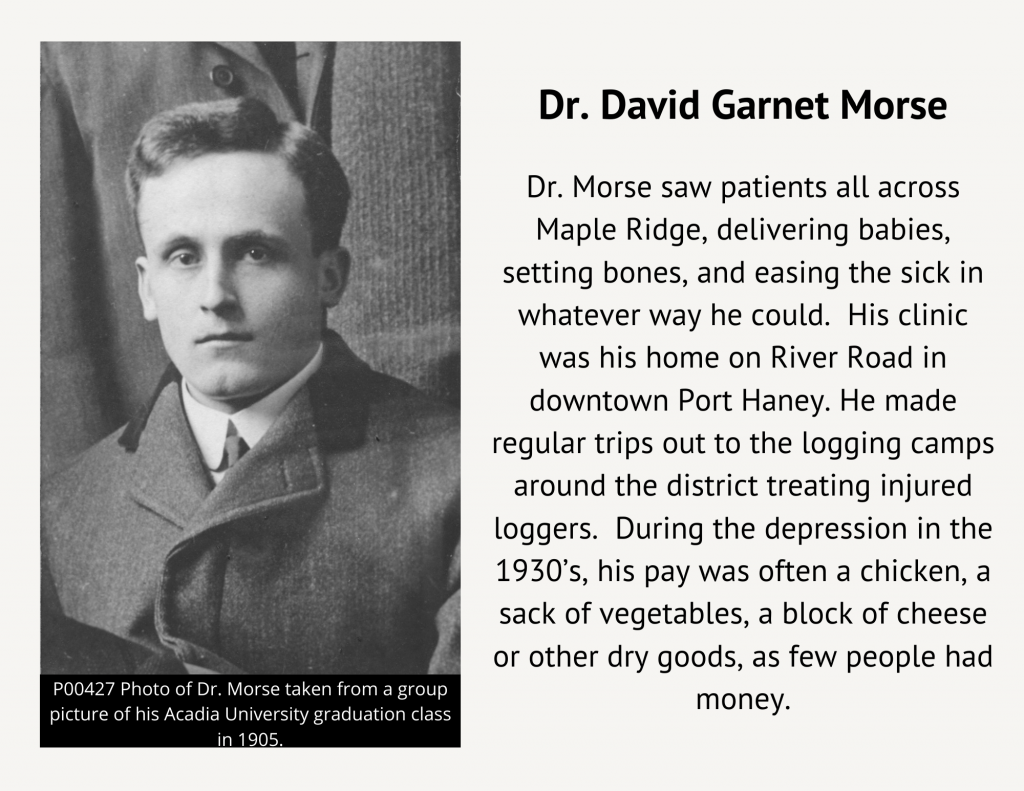 Dr. David Garnet Morse
Dr. Morse saw patients all across
Maple Ridge, delivering babies,
setting bones, and easing the sick in
whatever way he could.  His clinic
was his home on River Road in
downtown Port Haney. He made
regular trips out to the logging camps
around the district treating injured
loggers.  During the depression in the
1930’s, his pay was often a chicken, a
sack of vegetables, a block of cheese
or other dry goods, as few people had
money.
P00427 Photo of Dr. Morse taken from a group
picture of his Acadia University graduation class
in 1905.